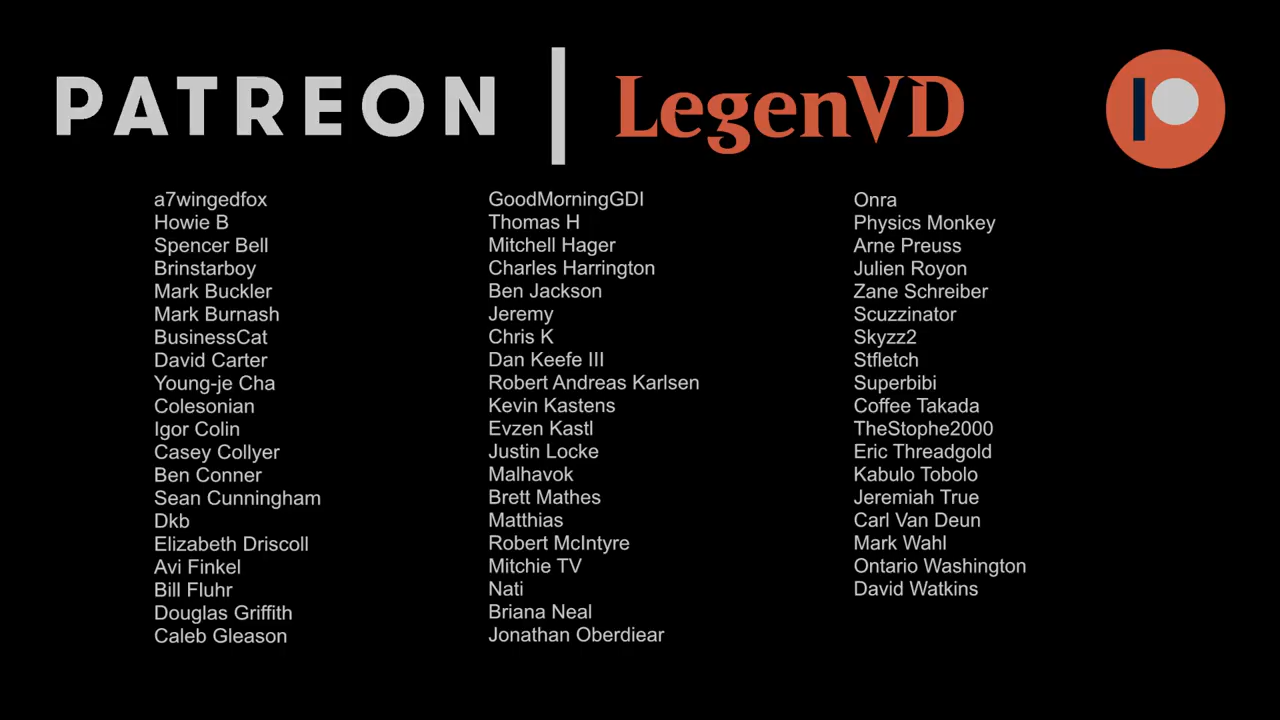 PATREON | LegenVD
a7wingedfox
Howie B
Spencer Bell
Brinstarboy
Mark Buckler
Mark Burnash
BusinessCat
David Carter
Young-je Cha
Colesonian
Igor Colin
Casey Collyer
Ben Conner
Sean Cunningham
Dkb
Elizabeth Driscoll
Avi Finkel
Bill Fluhr
Douglas Griffith
Caleb Gleason
GoodMorningGDI
Thomas H
Mitchell Hager
Charles Harrington
Ben Jackson
Jeremy
Chris K
Dan Keefe III
Robert Andreas Karlsen
Kevin Kastens
Evzen Kastl
Justin Locke
Malhavok
Brett Mathes
Matthias
Robert McIntyre
Mitchie TV
Nati
Briana Neal
Jonathan Oberdiear
Onra
Physics Monkey
Arne Preuss
Julien Royon
Zane Schreiber
Scuzzinator
Skyzz2
Stfletch
Superbibi
Coffee Takada
TheStophe2000
Eric Threadgold
Kabulo Tobolo
Jeremiah True
Carl Van Deun
Mark Wahl
Ontario Washington
David Watkins